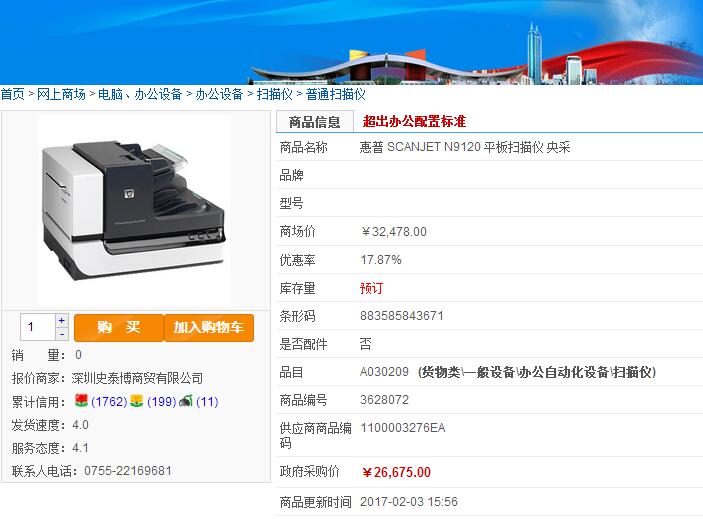 首页 > 网上商场 > 电脑、办公设备 > 办公设备 > 扫描仪 > 普通扫描仪
商品信息 超出办公配置标准
商品名称 惠普 SCANJET N9120 平板扫描仪 央采
品牌
型号
商场价 ￥32,478.00
优惠率 17.87%
库存量 预订
条形码 883585843671
是否配件 否
品目 A030209 (货物类\一般设备\办公自动化设备\扫描仪)
商品编号 3628072
供应商商品编
码 1100003276EA
政府采购价 ￥26,675.00
商品更新时间 2017-02-03 15:56
hp
1 + - 购 买 加入购物车
销 量： 0
报价商家： 深圳史泰博商贸有限公司
累计信用： (1762) (199) (11)
发货速度： 4.0
服务态度： 4.1
联系人电话： 0755-22169681